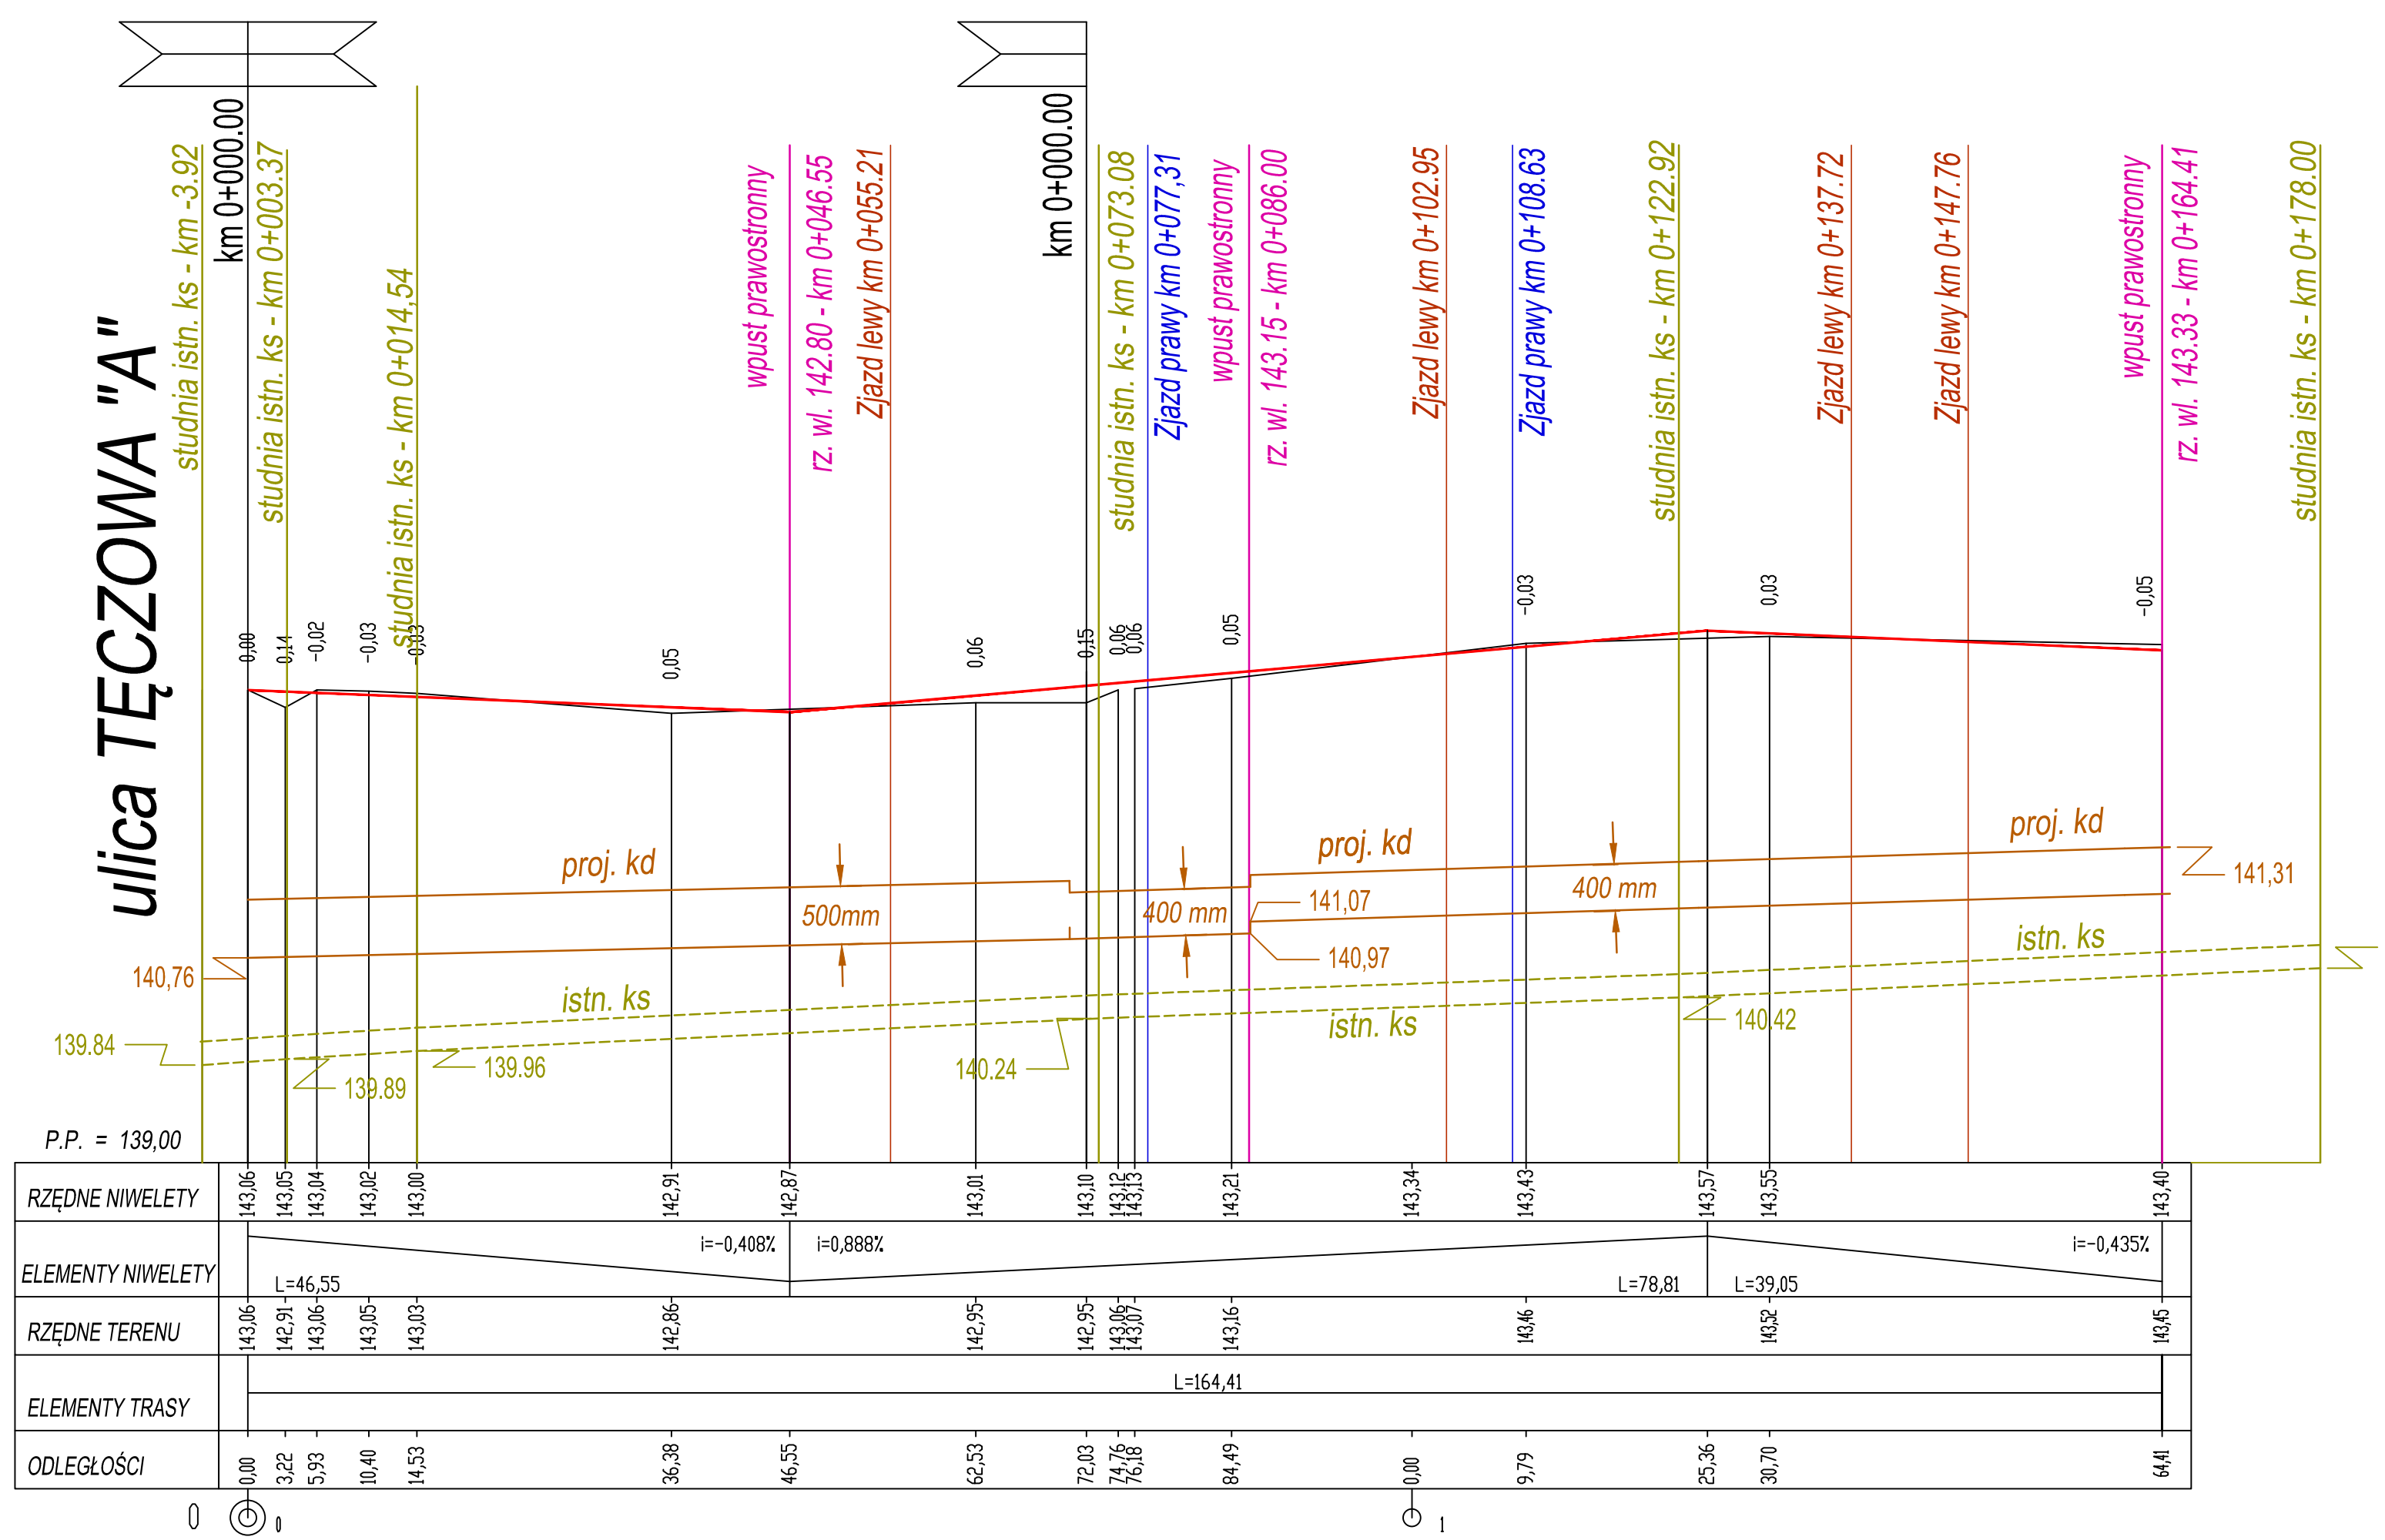 ulica TĘCZOWA "A"
studnia istn. ks - km -3.92
km 0+000.00
studnia istn. ks - km 0+003.37
studnia istn. ks - km 0+014,54
wpust prawostronny
rz. wl. 142.80 - km 0+046.55
Zjazd lewy km 0+055.21
km 0+000.00
studnia istn. ks - km 0+073.08
Zjazd prawy km 0+077,31
wpust prawostronny
rz. wl. 143.15 - km 0+086.00
Zjazd lewy km 0+102.95
Zjazd prawy km 0+108.63
studnia istn. ks - km 0+122.92
Zjazd lewy km 0+137.72
Zjazd lewy km 0+147.76
wpust prawostronny
rz. wl. 143.33 - km 0+164.41
studnia istn. ks - km 0+178.00
0,00 0,14 -0,02 -0,03 -0,03 0,05 0,06 0,15 0,06 0,06 0,05 -0,03 0,03 -0,05
proj. kd proj. kd proj. kd
500mm 400 mm 400 mm
141,07 141,31
140,76 140,97
istn. ks istn. ks istn. ks
139.84 139.89 139.96 140.24 140.42
P.P. = 139,00
RZĘDNE NIWELETY 143,06 143,05 143,04 143,02 143,00 142,91 142,87 143,01 143,10 143,12 143,13 143,21 143,34 143,43 143,57 143,55 143,40
ELEMENTY NIWELETY i=-0,408% i=0,888% i=-0,435%
L=46,55 L=78,81 L=39,05
RZĘDNE TERENU 143,06 142,91 143,06 143,05 143,03 142,86 142,95 142,95 143,06 143,07 143,16 143,46 143,52 143,45
ELEMENTY TRASY L=164,41
ODLEGŁOŚCI 0,00 3,22 5,93 10,40 14,53 36,38 46,55 62,53 72,03 74,76 76,18 84,49 0,00 9,79 25,36 30,70 64,41
0 0 1